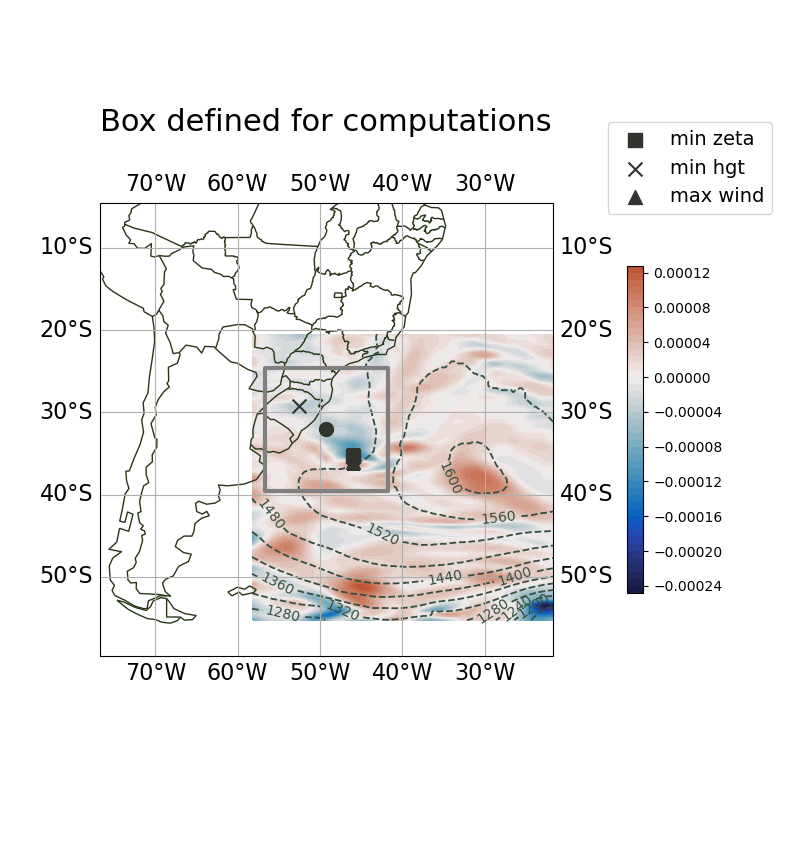 Box defined for computations
min zeta
min hgt
max wind
70°W 60°W 50°W 40°W 30°W
10°S 10°S
20°S 20°S
30°S 30°S
40°S 40°S
50°S 50°S
70°W 60°W 50°W 40°W 30°W
1600
1480
1520
1560
1440
1400
1360
1320
1280
1280
1240
0.00012
0.00008
0.00004
0.00000
−0.00004
−0.00008
−0.00012
−0.00016
−0.00020
−0.00024